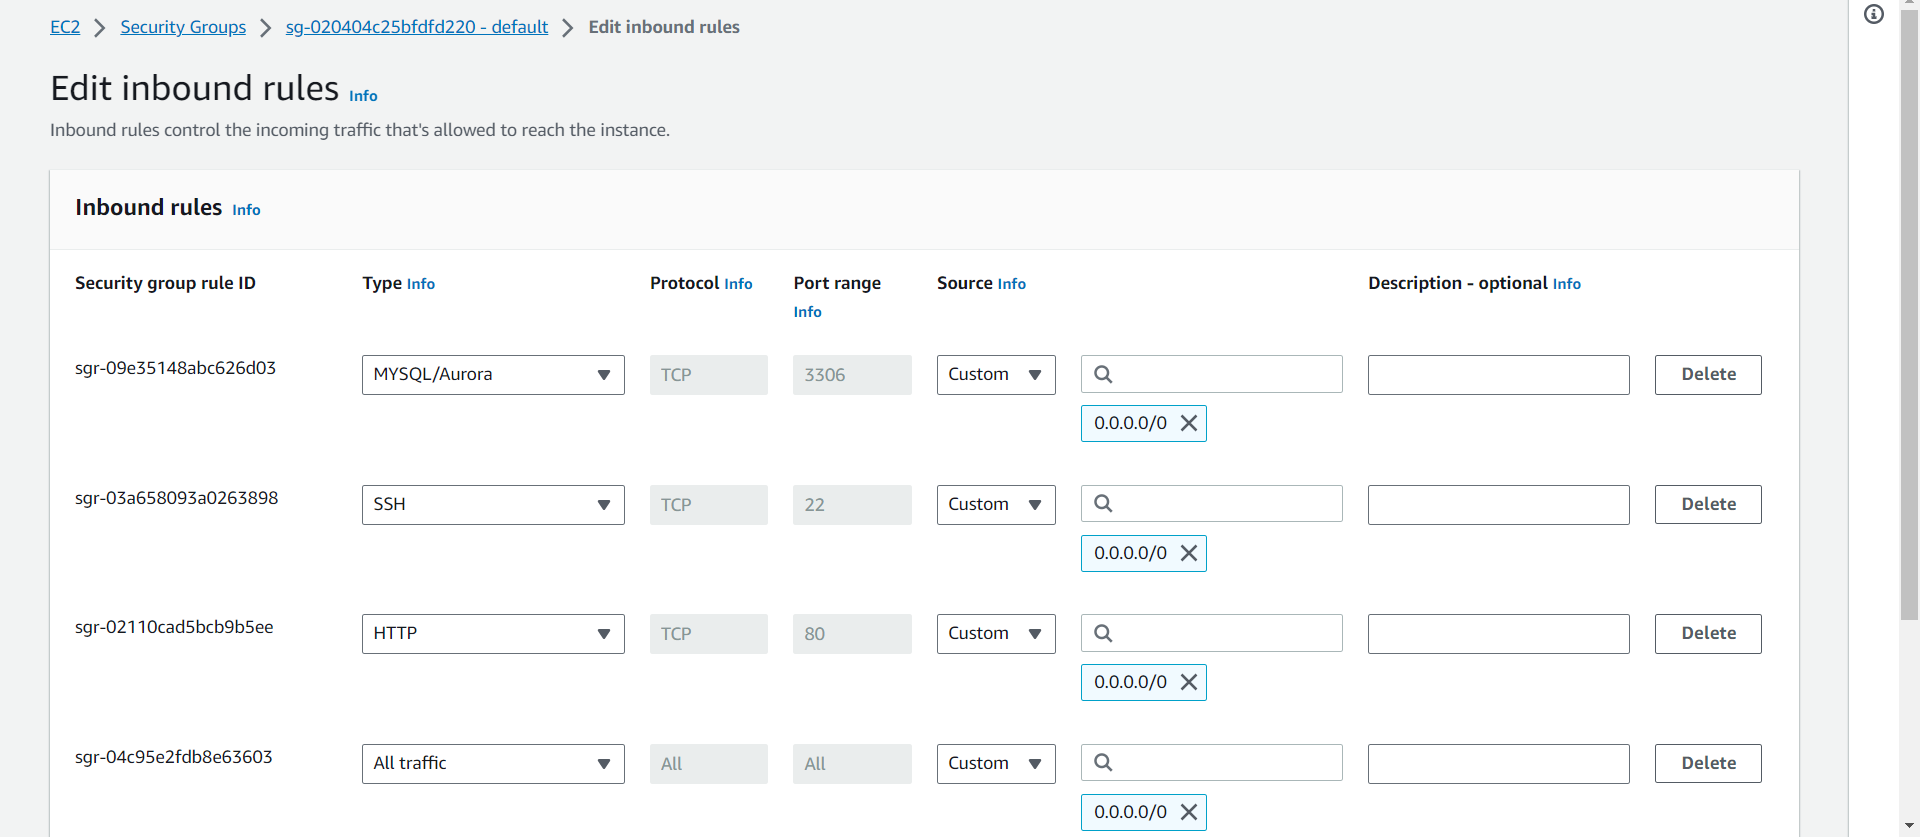 EC2 Security Groups sg-020404c25bfdfd220 - default Edit inbound rules
Edit inbound rules Info
Inbound rules control the incoming traffic that's allowed to reach the instance.
Inbound rules Info
Security group rule ID Type Info Protocol Info Port range Info Source Info Description - optional Info
sgr-09e35148abc626d03 MYSQL/Aurora TCP 3306 Custom Delete
0.0.0.0/0
sgr-03a658093a0263898 SSH TCP 22 Custom Delete
0.0.0.0/0
sgr-02110cad5bcb9b5ee HTTP TCP 80 Custom Delete
0.0.0.0/0
sgr-04c95e2fdb8e63603 All traffic All All Custom Delete
0.0.0.0/0